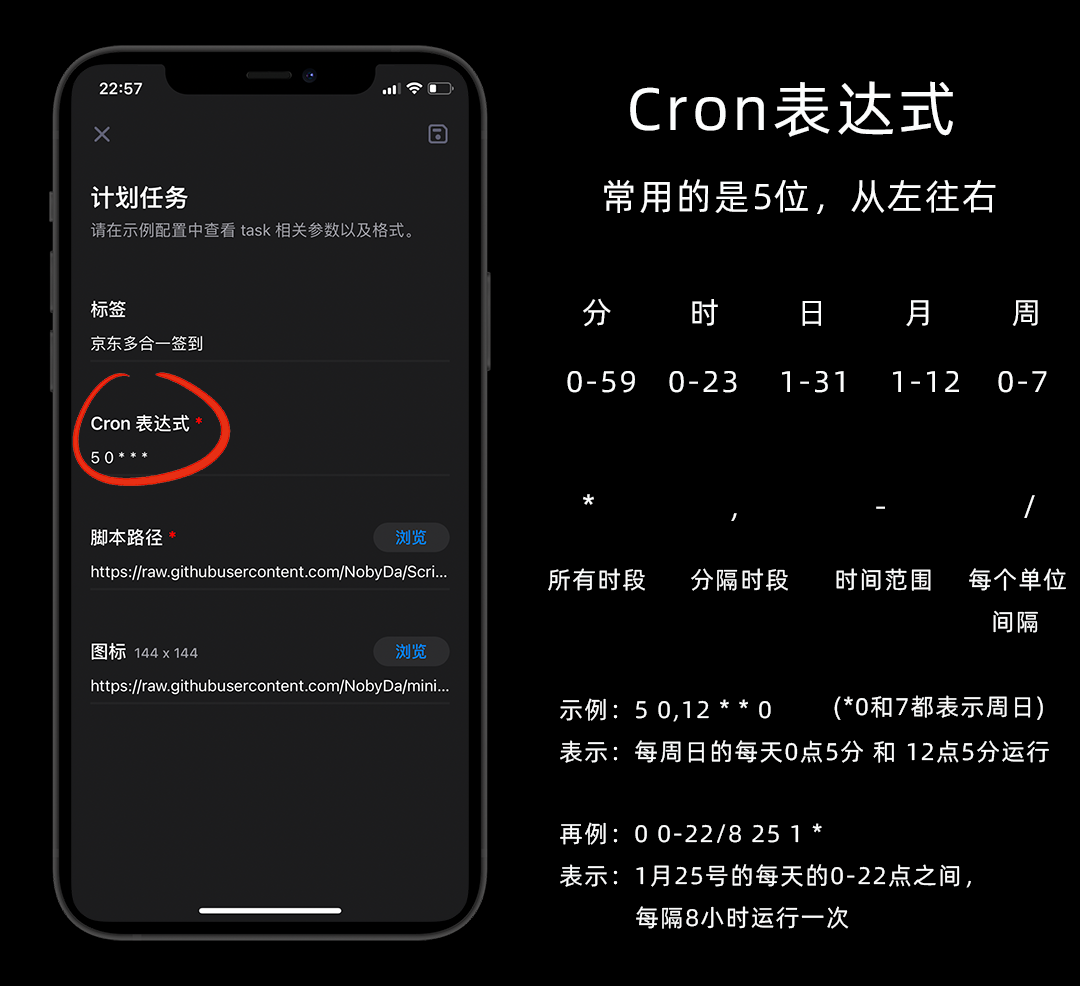 22:57
计划任务
请在示例配置中查看 task 相关参数以及格式。
标签
京东多合一签到
Cron 表达式 *
5 0 * * *
脚本路径 * 浏览
https://raw.githubusercontent.com/NobyDa/Scri...
图标 144 x 144 浏览
https://raw.githubusercontent.com/NobyDa/mini...
Cron表达式
常用的是5位，从左往右
分 时 日 月 周
0-59 0-23 1-31 1-12 0-7
* , - /
所有时段 分隔时段 时间范围 每个单位
间隔
示例：5 0,12 * * 0 (*0和7都表示周日)
表示：每周日的每天0点5分 和 12点5分运行
再例：0 0-22/8 25 1 *
表示：1月25号的每天的0-22点之间，
每隔8小时运行一次